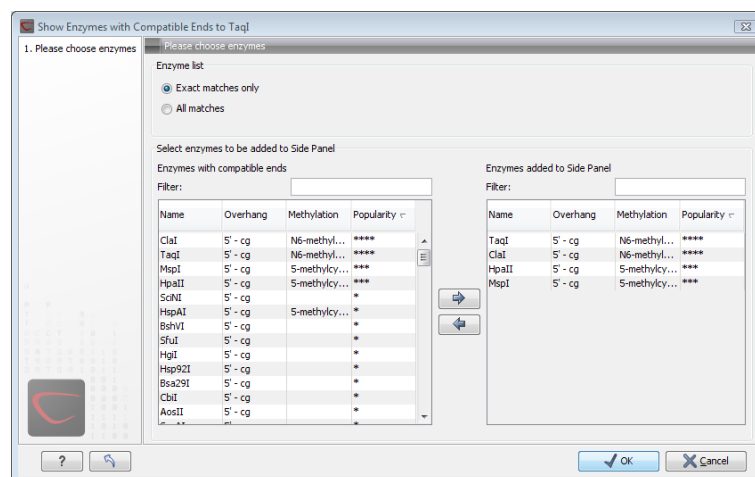 Show Enzymes with Compatible Ends to TaqI
1. Please choose enzymes
Please choose enzymes
Enzyme list
Exact matches only
All matches
Select enzymes to be added to Side Panel
Enzymes with compatible ends
Filter:
Name Overhang Methylation Popularity
ClaI 5' - cg N6-methyl... ****
TaqI 5' - cg N6-methyl... ****
MspI 5' - cg 5-methylcy... ***
HpaII 5' - cg 5-methylcy... ***
SciNI 5' - cg *
HspAI 5' - cg 5-methylcy... *
BshVI 5' - cg *
SfuI 5' - cg *
HgiI 5' - cg *
Hsp92I 5' - cg *
Bsa29I 5' - cg *
CbiI 5' - cg *
AosII 5' - cg *
Enzymes added to Side Panel
Filter:
Name Overhang Methylation Popularity
TaqI 5' - cg N6-methyl... ****
ClaI 5' - cg N6-methyl... ****
HpaII 5' - cg 5-methylcy... ***
MspI 5' - cg 5-methylcy... ***
?
OK
Cancel